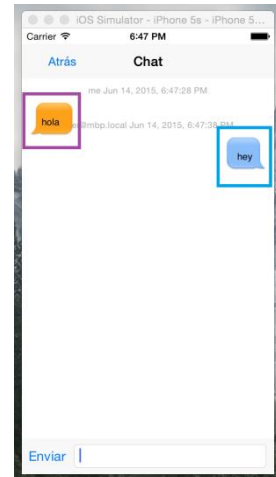 iOS Simulator - iPhone 5s - iPhone 5...
Carrier 6:47 PM
Atrás Chat
me Jun 14, 2015, 6:47:28 PM
hola
@mbp.local Jun 14, 2015, 6:47:38 PM
hey
Enviar